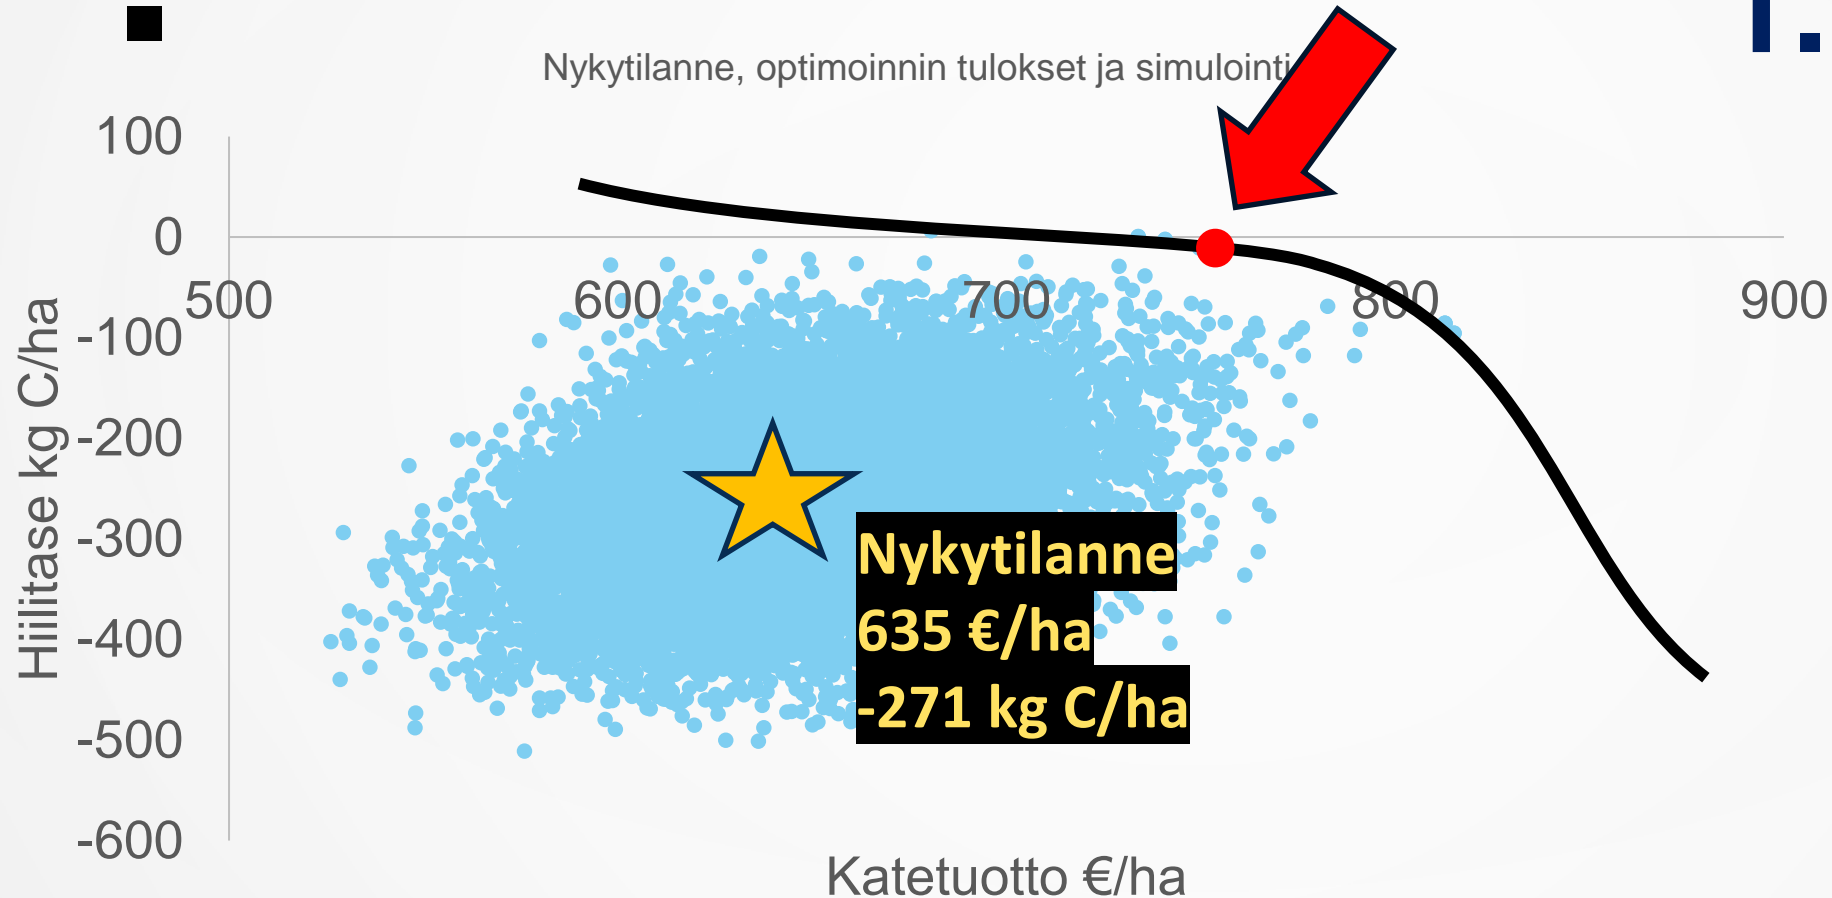 Nykytilanne, optimoinnin tulokset ja simulointi
100
0
-100
-200
-300
-400
-500
-600
500
600
700
800
900
Hiilitase kg C/ha
Nykytilanne
635 €/ha
-271 kg C/ha
Katetuotto €/ha